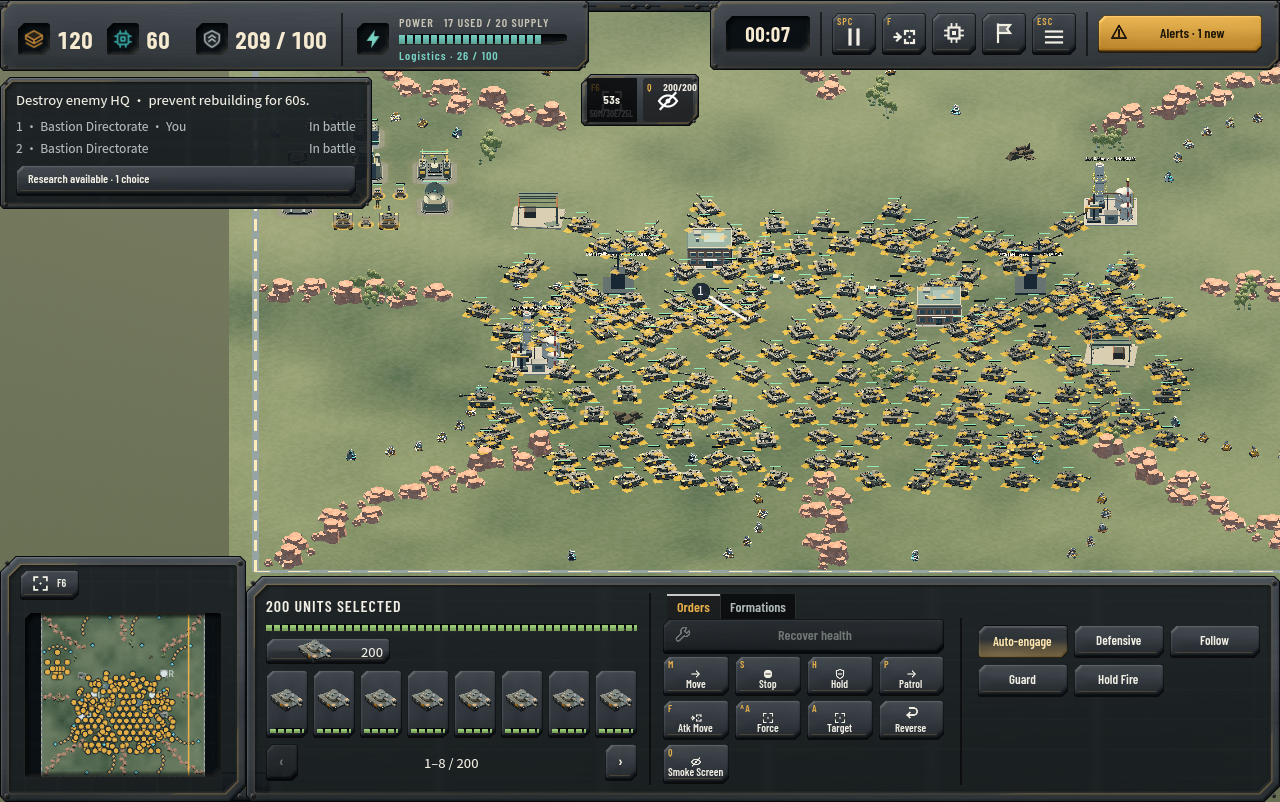 120
60
209 / 100
POWER 17 USED / 20 SUPPLY
Logistics · 26 / 100
00:07
SPC
F
ESC
Alerts · 1 new
Destroy enemy HQ • prevent rebuilding for 60s.
1 • Bastion Directorate • You In battle
2 • Bastion Directorate In battle
Research available · 1 choice
F6
53s
Q 200/200
1
R
F6
200 UNITS SELECTED
200
‹ 1–8 / 200 ›
Orders Formations
Recover health
M Move
S Stop
H Hold
P Patrol
F Atk Move
^A Force
A Target
Reverse
Q Smoke Screen
Auto-engage Defensive Follow
Guard Hold Fire